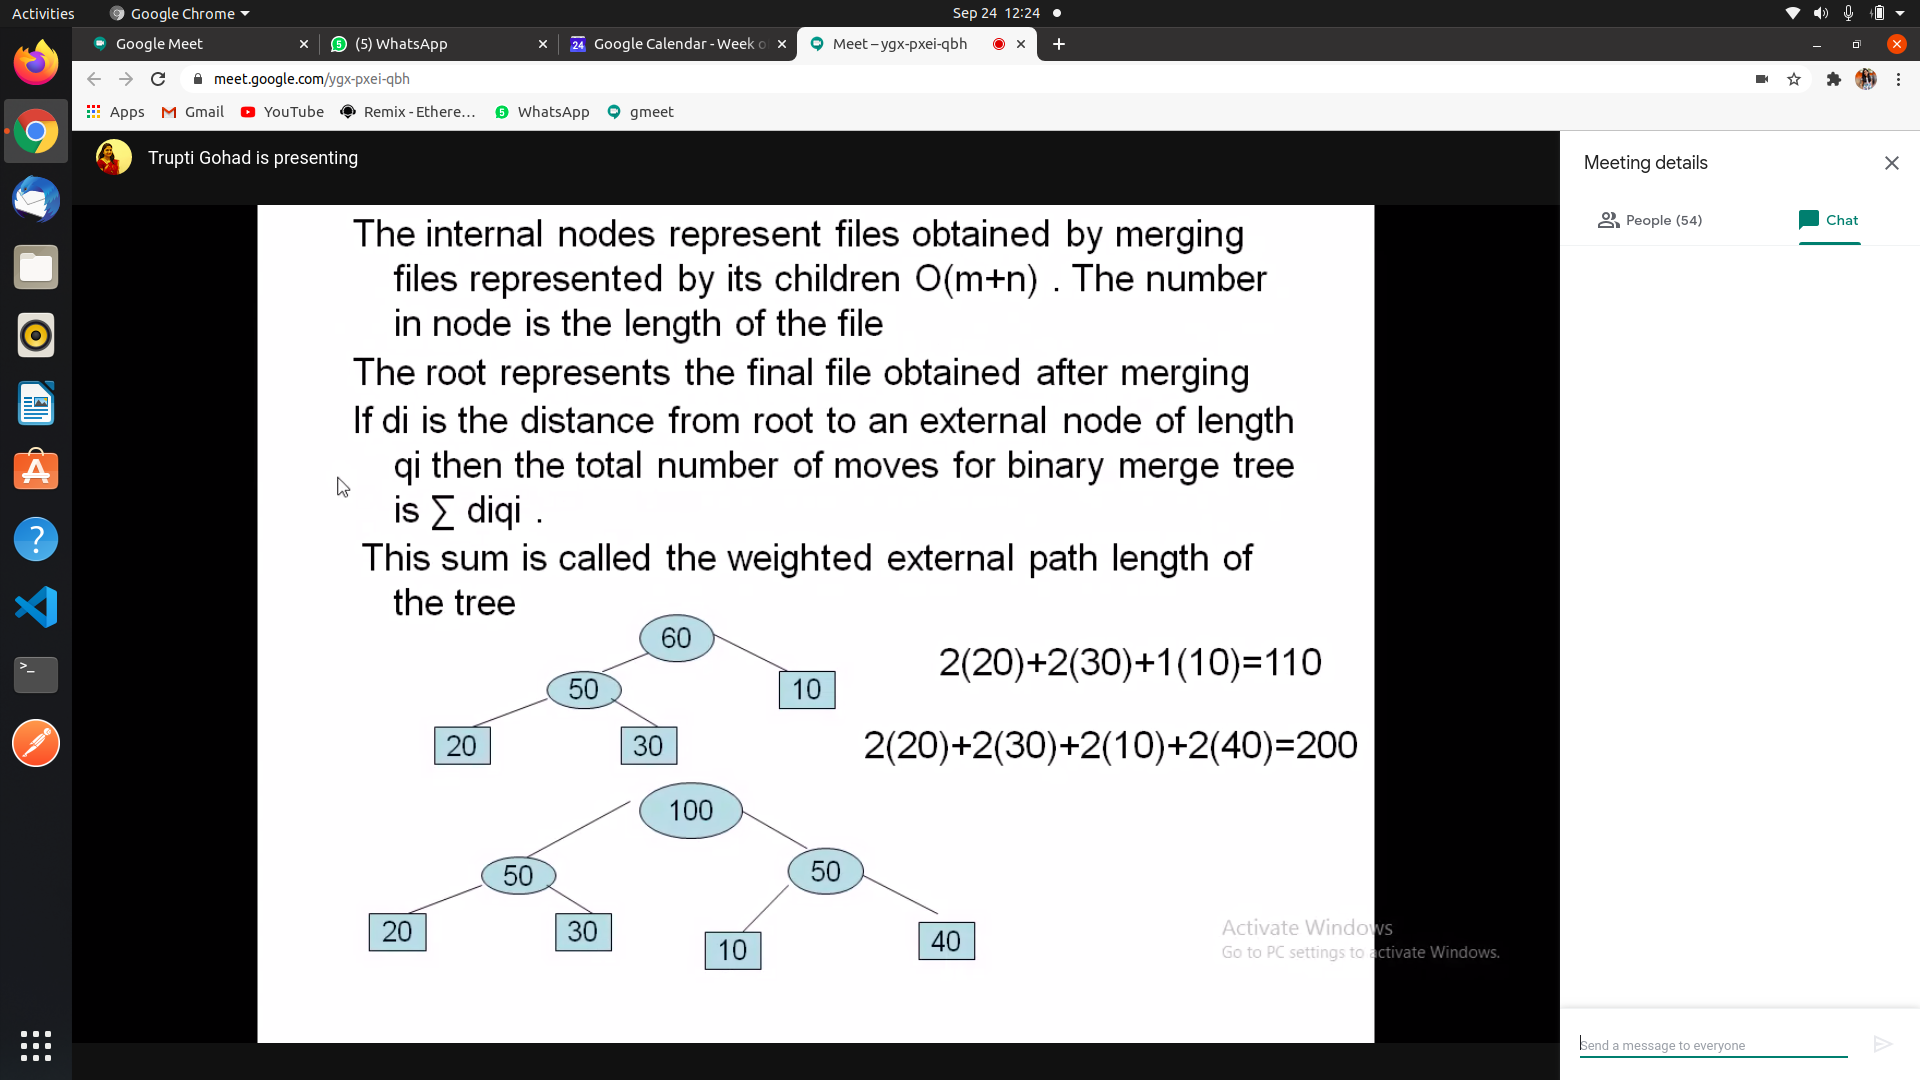 Activities
Google Chrome
Sep 24 12:24
Google Meet
(5) WhatsApp
24
Google Calendar - Week o
Meet – ygx-pxei-qbh
meet.google.com/ygx-pxei-qbh
Apps
Gmail
YouTube
Remix - Ethere…
5
WhatsApp
gmeet
Trupti Gohad is presenting
Meeting details
People (54)
Chat
The internal nodes represent files obtained by merging
files represented by its children O(m+n) . The number
in node is the length of the file
The root represents the final file obtained after merging
If di is the distance from root to an external node of length
qi then the total number of moves for binary merge tree
is ∑ diqi .
This sum is called the weighted external path length of
the tree
60
50
10
20
30
2(20)+2(30)+1(10)=110
2(20)+2(30)+2(10)+2(40)=200
100
50
50
20
30
10
40
Activate Windows
Go to PC settings to activate Windows.
Send a message to everyone